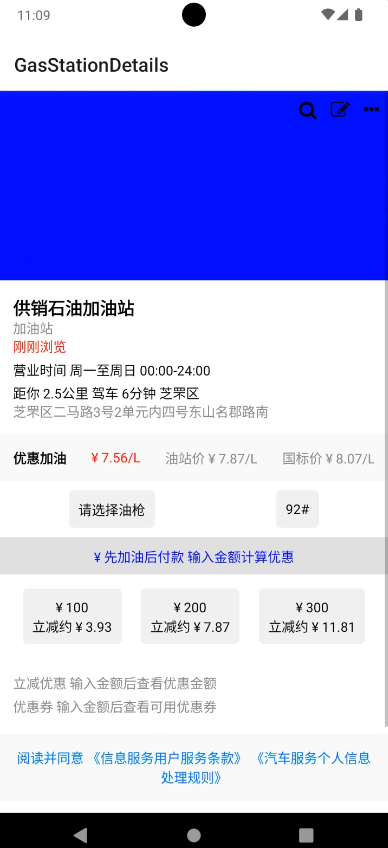 11:09
GasStationDetails
供销石油加油站
加油站
刚刚浏览
营业时间 周一至周日 00:00-24:00
距你 2.5公里 驾车 6分钟 芝罘区
芝罘区二马路3号2单元内四号东山名郡路南
优惠加油 ¥ 7.56/L 油站价 ¥ 7.87/L 国标价 ¥ 8.07/L
请选择油枪 92#
¥ 先加油后付款 输入金额计算优惠
¥ 100 ¥ 200 ¥ 300
立减约 ¥ 3.93 立减约 ¥ 7.87 立减约 ¥ 11.81
立减优惠 输入金额后查看优惠金额
优惠券 输入金额后查看可用优惠券
阅读并同意 《信息服务用户服务条款》 《汽车服务个人信息
处理规则》